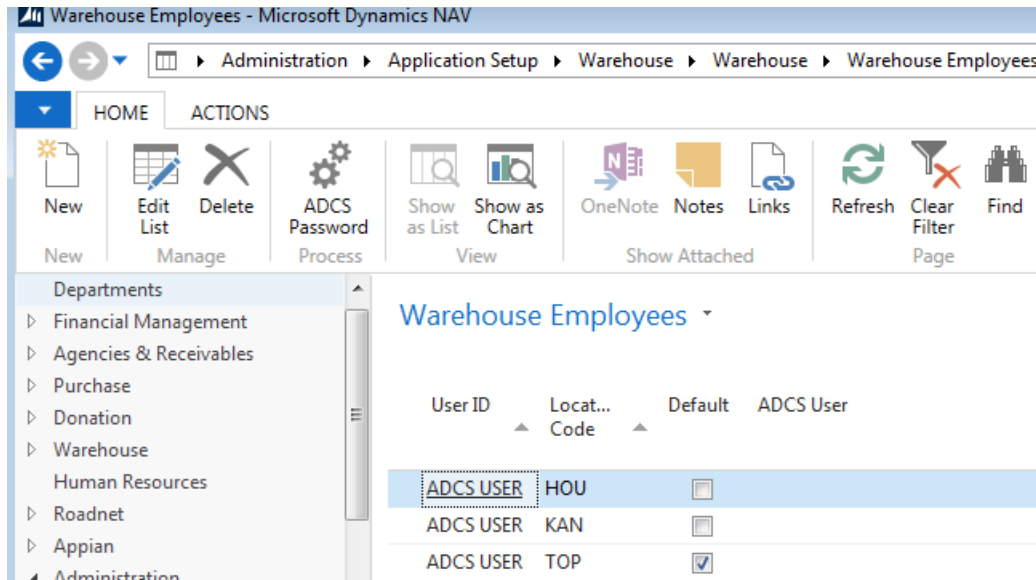 Warehouse Employees - Microsoft Dynamics NAV
Administration Application Setup Warehouse Warehouse Warehouse Employees
HOME ACTIONS
New Edit List Delete ADCS Password Show as List Show as Chart OneNote Notes Links Refresh Clear Filter Find
New Manage Process View Show Attached Page
Departments
Financial Management
Agencies & Receivables
Purchase
Donation
Warehouse
Human Resources
Roadnet
Appian
Administration
Warehouse Employees
User ID Locat... Code Default ADCS User
ADCS USER HOU
ADCS USER KAN
ADCS USER TOP